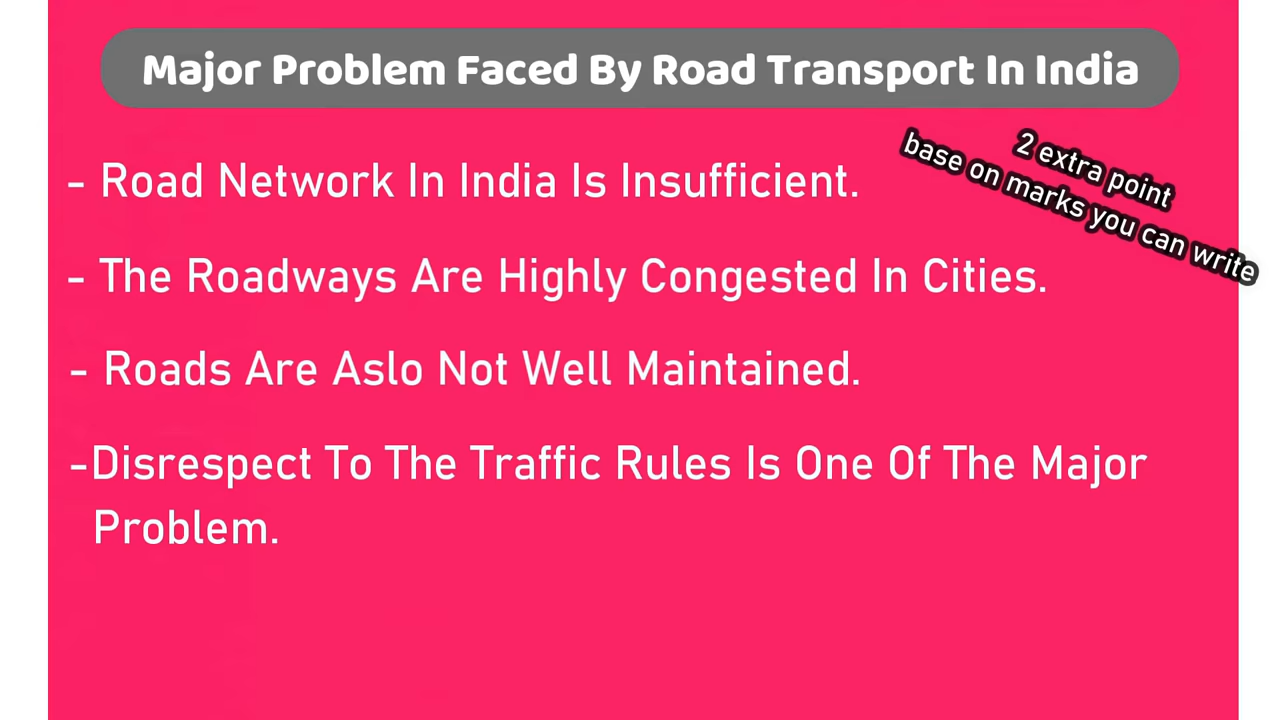 Major Problem Faced By Road Transport In India
2 extra point
base on marks you can write
- Road Network In India Is Insufficient.
- The Roadways Are Highly Congested In Cities.
- Roads Are Aslo Not Well Maintained.
-Disrespect To The Traffic Rules Is One Of The Major
Problem.